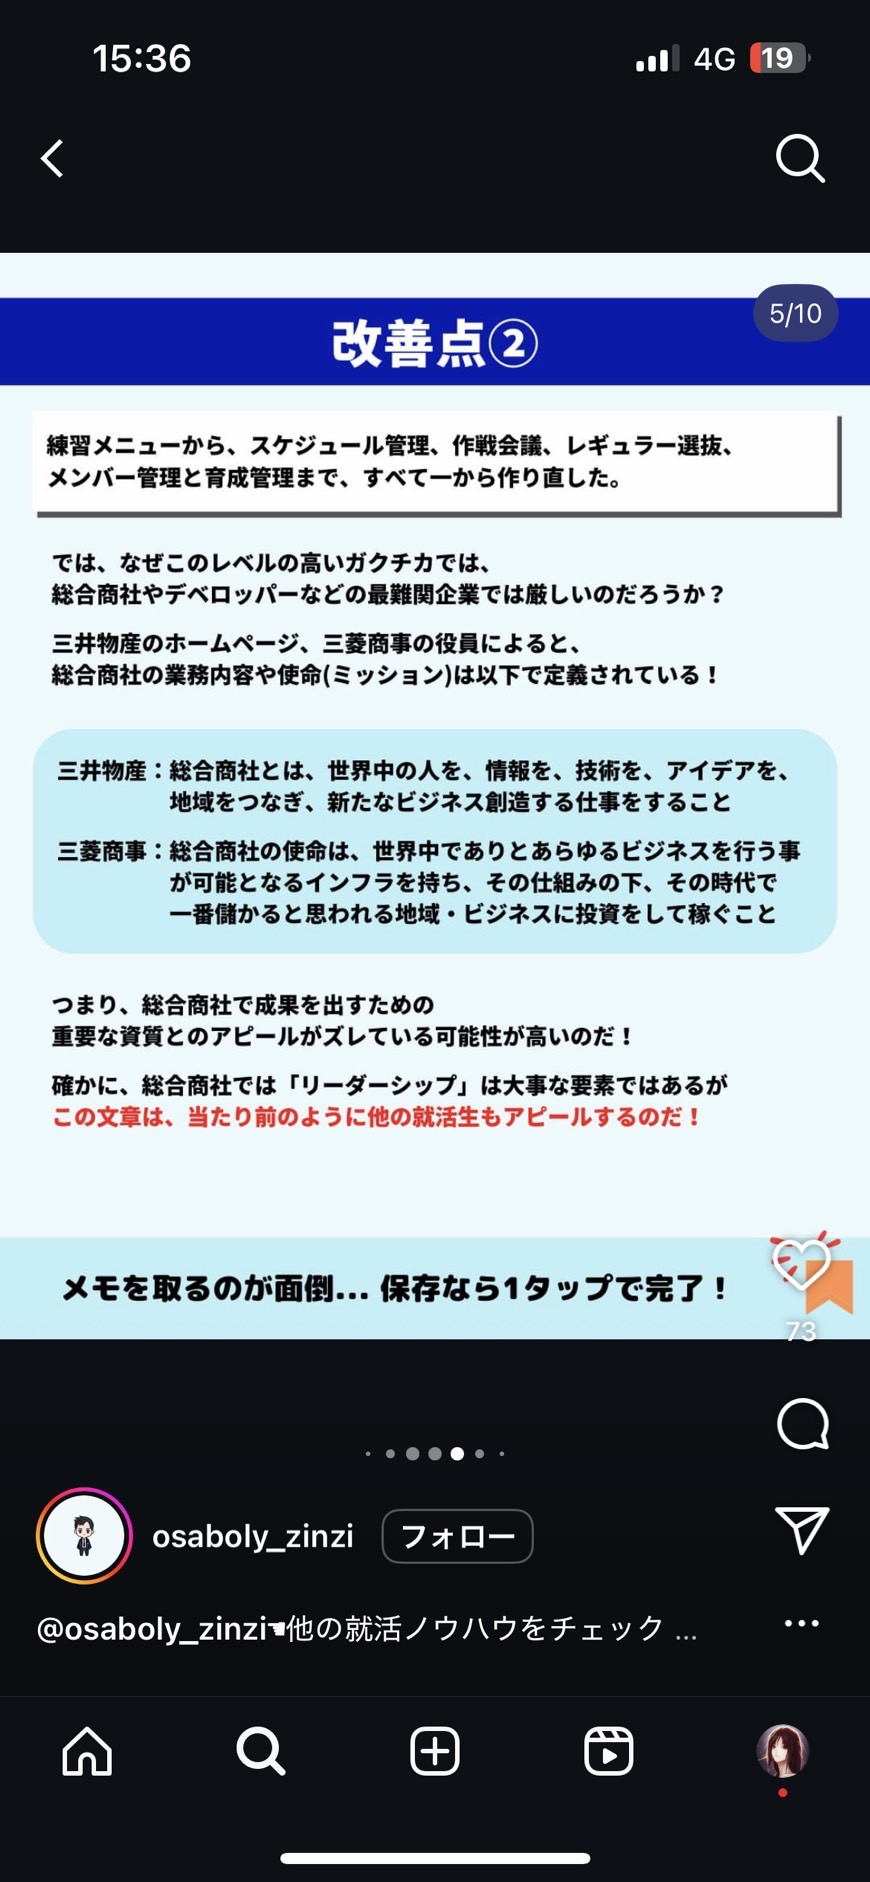 15:36
4G
19
5/10
改善点②
練習メニューから、スケジュール管理、作戦会議、レギュラー選抜、
メンバー管理と育成管理まで、すべて一から作り直した。
では、なぜこのレベルの高いガクチカでは、
総合商社やデベロッパーなどの最難関企業では厳しいのだろうか？
三井物産のホームページ、三菱商事の役員によると、
総合商社の業務内容や使命(ミッション)は以下で定義されている！
三井物産：総合商社とは、世界中の人を、情報を、技術を、アイデアを、
地域をつなぎ、新たなビジネス創造する仕事をすること
三菱商事：総合商社の使命は、世界中でありとあらゆるビジネスを行う事
が可能となるインフラを持ち、その仕組みの下、その時代で
一番儲かると思われる地域・ビジネスに投資をして稼ぐこと
つまり、総合商社で成果を出すための
重要な資質とのアピールがズレている可能性が高いのだ！
確かに、総合商社では「リーダーシップ」は大事な要素ではあるが
この文章は、当たり前のように他の就活生もアピールするのだ！
メモを取るのが面倒... 保存なら1タップで完了！
73
osaboly_zinzi
フォロー
@osaboly_zinzi☚他の就活ノウハウをチェック ...